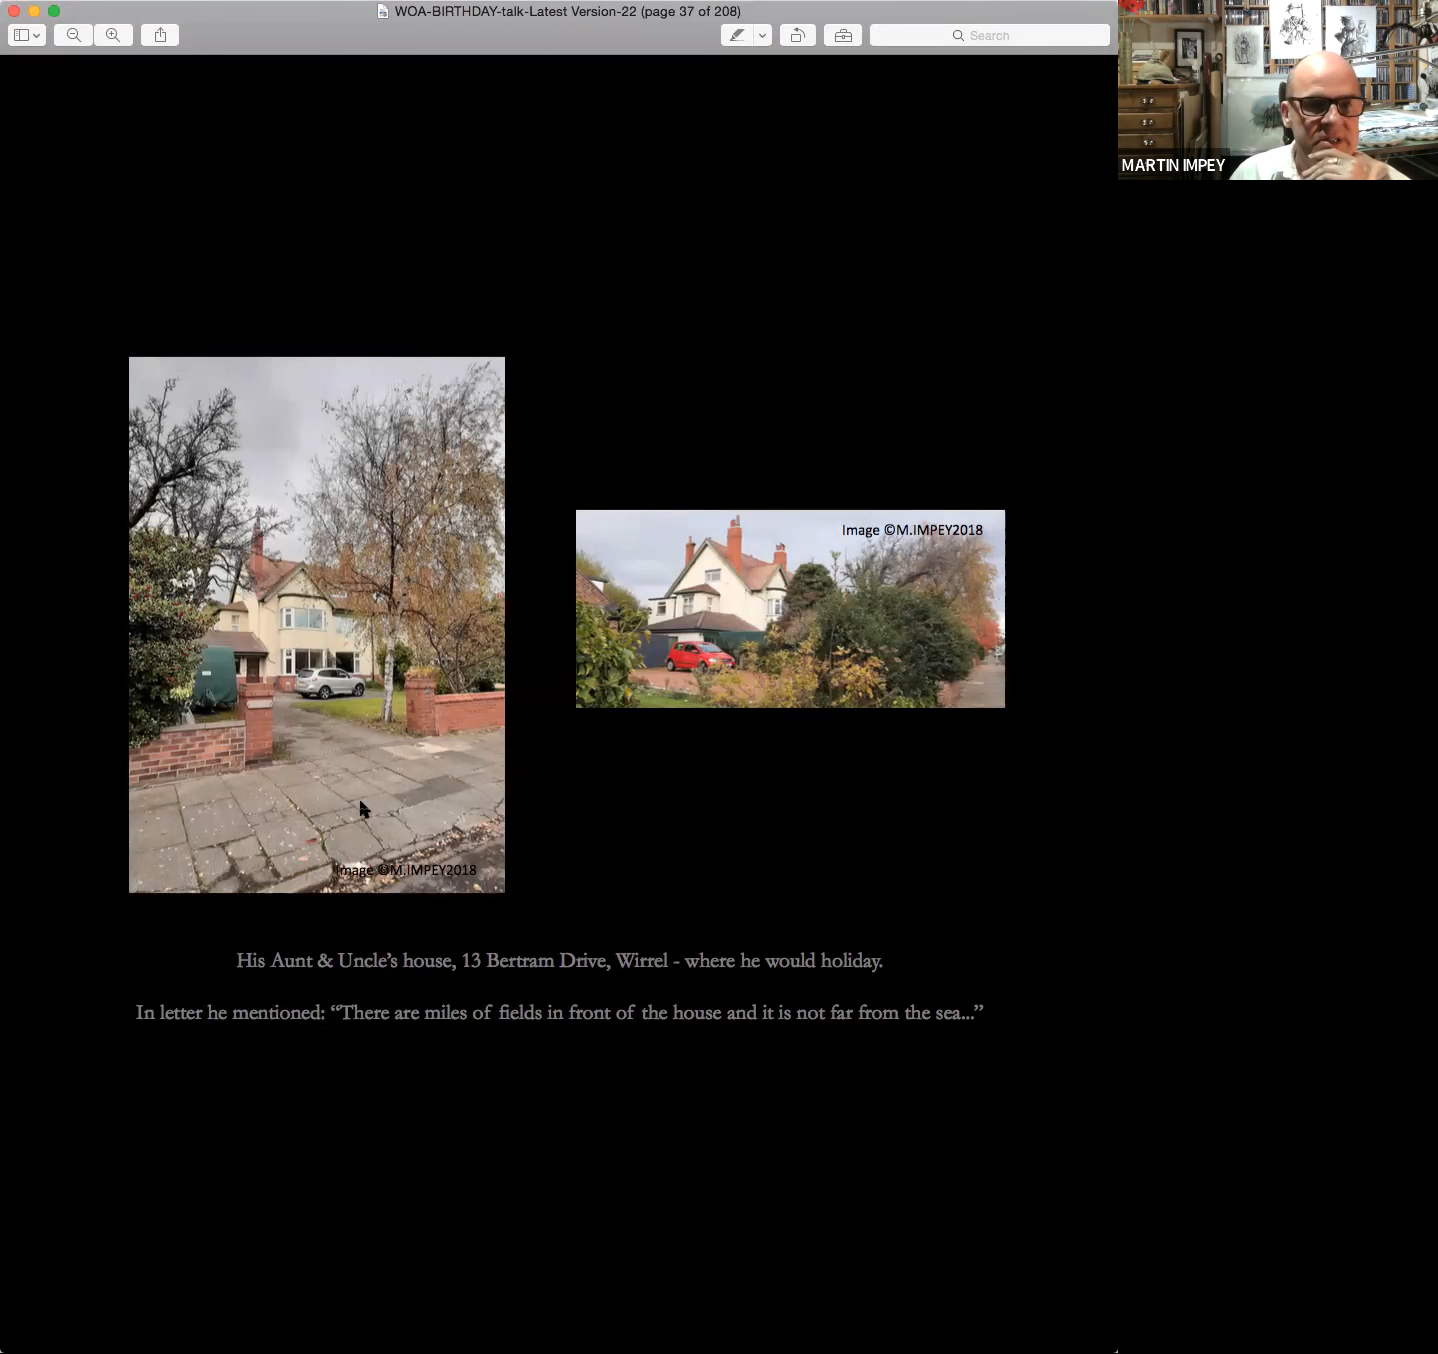 WOA-BIRTHDAY-talk-Latest Version-22 (page 37 of 208)
Search
MARTIN IMPEY
Image ©M.IMPEY2018
Image ©M.IMPEY2018
His Aunt & Uncle’s house, 13 Bertram Drive, Wirrel - where he would holiday.
In letter he mentioned: “There are miles of fields in front of the house and it is not far from the sea...”